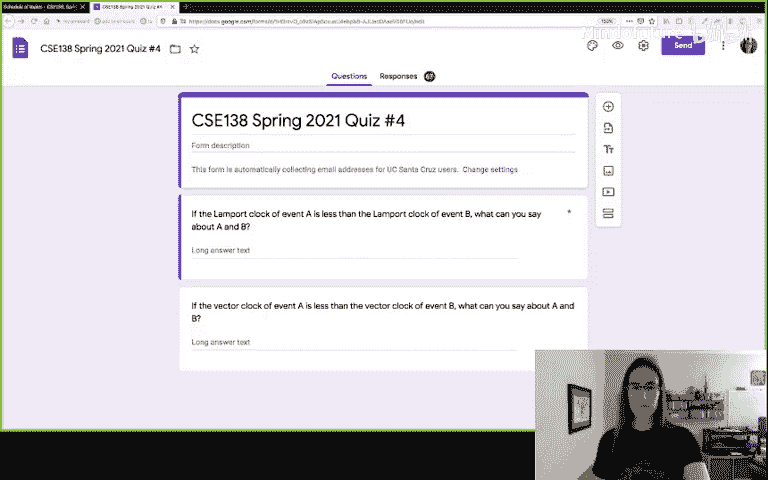 CSE138 Spring 2021 Quiz #4
Send
Questions
Responses
67
CSE138 Spring 2021 Quiz #4
Form description
This form is automatically collecting email addresses for UC Santa Cruz users. Change settings
If the Lamport clock of event A is less than the Lamport clock of event B, what can you say
about A and B?
*
Long answer text
If the vector clock of event A is less than the vector clock of event B, what can you say about A and
B?
Long answer text